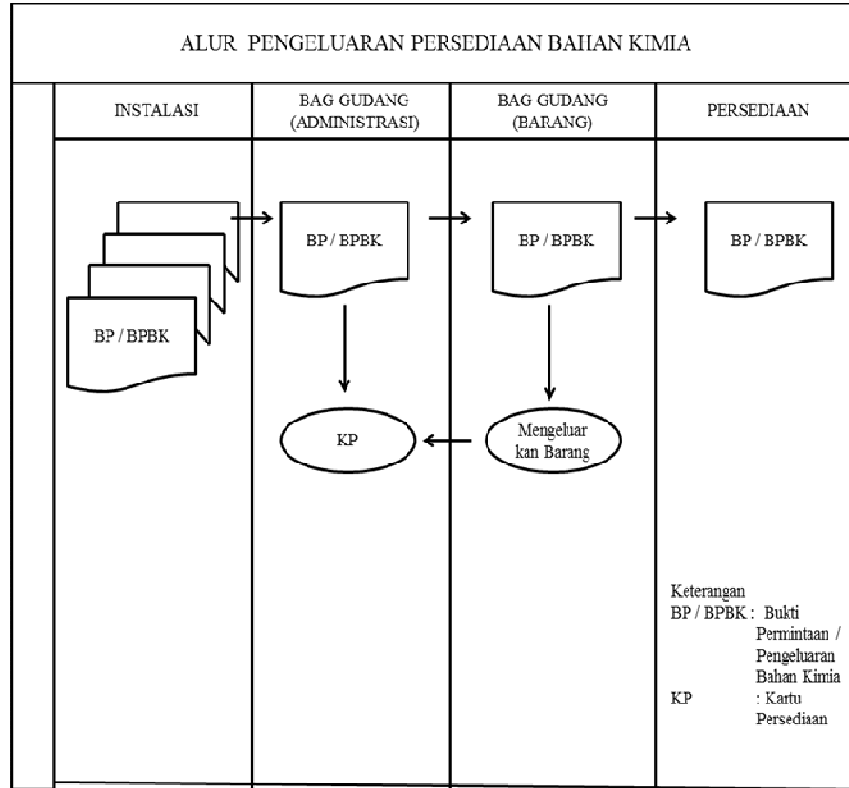 ALUR PENGELUARAN PERSEDIAAN BAHAN KIMIA
INSTALASI
BAG GUDANG
(ADMINISTRASI)
BAG GUDANG
(BARANG)
PERSEDIAAN
BP / BPBK
BP / BPBK
BP / BPBK
BP / BPBK
KP
Mengeluar
kan Barang
Keterangan
BP / BPBK : Bukti
Permintaan /
Pengeluaran
Bahan Kimia
KP : Kartu
Persediaan